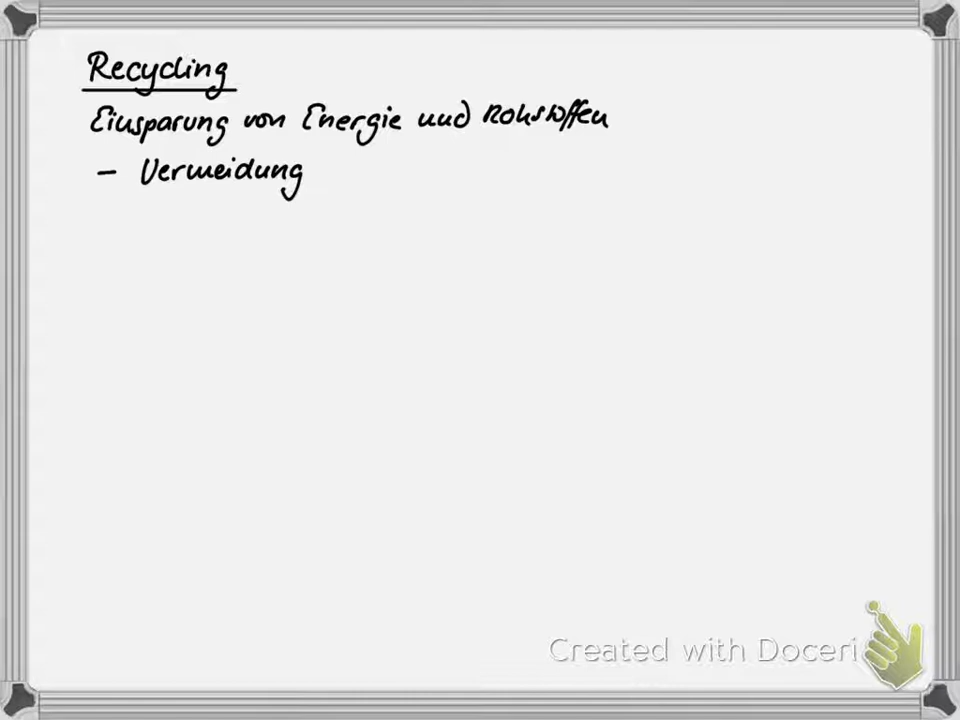 Recycling
Einsparung von Energie und Rohstoffen
- Vermeidung
Created with Doceri